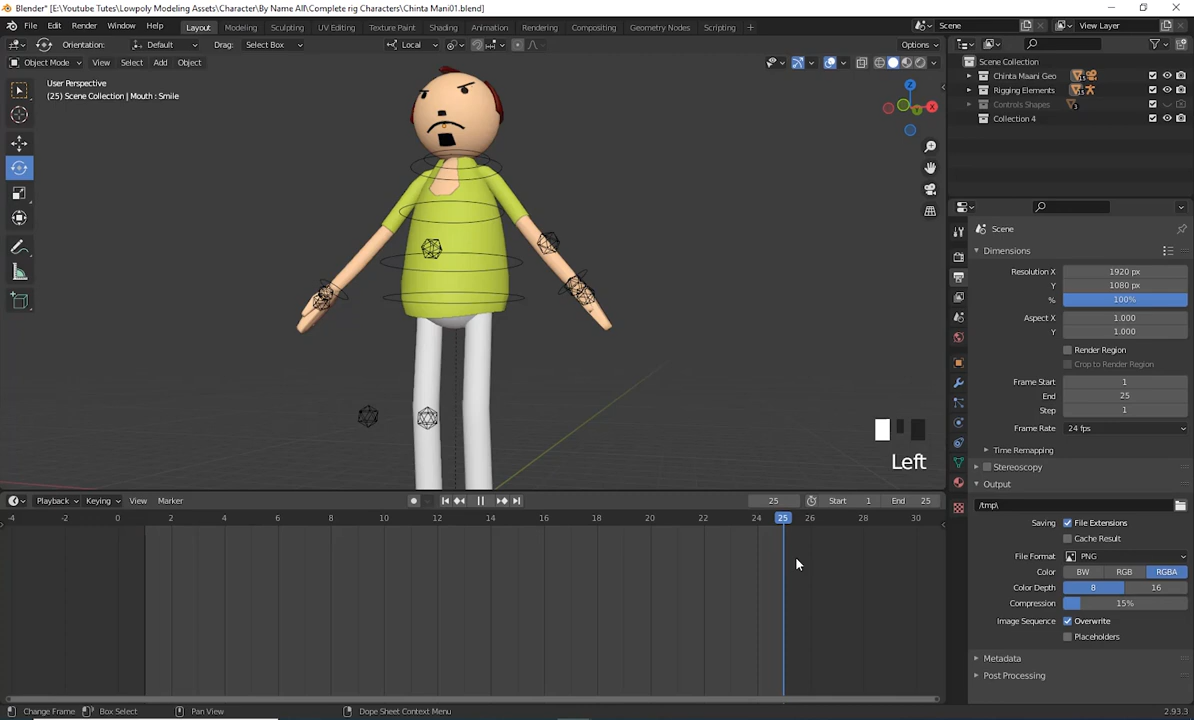 Blender* [E:\Youtube Tutes\Lowpoly Modeling Assets\Character\By Name All\Complete rig Characters\Chinta Mani01.blend]
File Edit Render Window Help Layout Modeling Sculpting UV Editing Texture Paint Shading Animation Rendering Compositing Geometry Nodes Scripting + Scene View Layer
Orientation: Default Drag: Select Box Local Options
Object Mode View Select Add Object
User Perspective
(25) Scene Collection | Mouth : Smile
Scene Collection
Chinta Maani Geo
Rigging Elements
Controls Shapes
Collection 4
Scene
Dimensions
Resolution X 1920 px
Y 1080 px
% 100%
Aspect X 1.000
Y 1.000
Render Region
Crop to Render Region
Frame Start 1
End 25
Step 1
Frame Rate 24 fps
Time Remapping
Stereoscopy
Output
/tmp\
Saving File Extensions
Cache Result
File Format PNG
Color BW RGB RGBA
Color Depth 8 16
Compression 15%
Image Sequence Overwrite
Placeholders
Metadata
Post Processing
Left
Playback Keying View Marker 25 Start 1 End 25
-4 -2 0 2 4 6 8 10 12 14 16 18 20 22 24 25 26 28 30
Change Frame Box Select Pan View Dope Sheet Context Menu 2.93.3